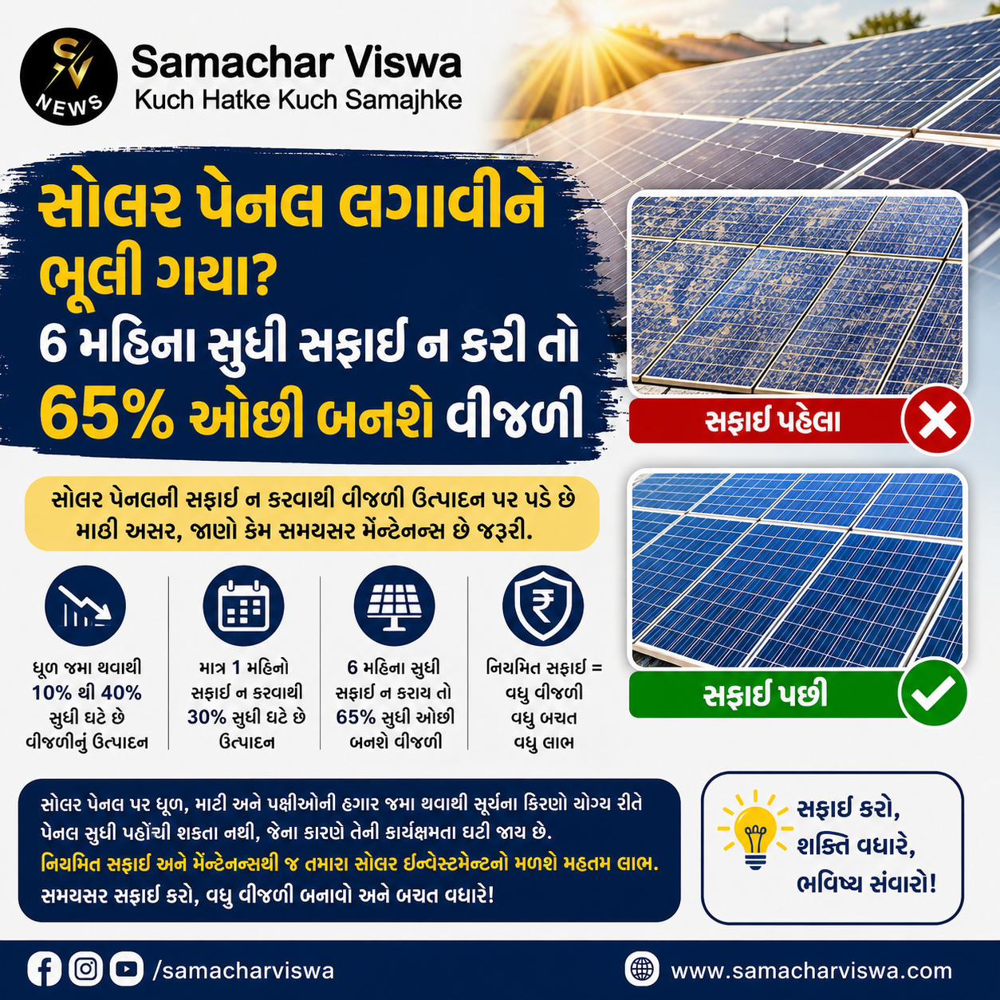 SV
NEWS
Samachar Viswa
Kuch Hatke Kuch Samajhke
સોલર પેનલ લગાવીને
ભૂલી ગયા?
6 મહિના સુધી સફાઈ ન કરી તો
65% ઓછી બનશે વીજળી
સફાઈ પહેલા
સોલર પેનલની સફાઈ ન કરવાથી વીજળી ઉત્પાદન પર પડે છે
માઠી અસર, જાણો કેમ સમયસર મેંન્ટેનન્સ છે જરૂરી.
ધૂળ જમા થવાથી
10% થી 40%
સુધી ઘટે છે
વીજળીનું ઉત્પાદન
માત્ર 1 મહિનો
સફાઈ ન કરવાથી
30% સુધી ઘટે છે
ઉત્પાદન
6 મહિના સુધી
સફાઈ ન કરાય તો
65% સુધી ઓછી
બનશે વીજળી
₹
નિયમિત સફાઈ =
વધુ વીજળી
વધુ બચત
વધુ લાભ
સફાઈ પછી
સોલર પેનલ પર ધૂળ, માટી અને પક્ષીઓની હગાર જમા થવાથી સૂર્યના કિરણો યોગ્ય રીતે
પેનલ સુધી પહોંચી શકતા નથી, જેના કારણે તેની કાર્યક્ષમતા ઘટી જાય છે.
નિયમિત સફાઈ અને મેંન્ટેનન્સથી જ તમારા સોલર ઈન્વેસ્ટમેન્ટનો મળશે મહતમ લાભ.
સમયસર સફાઈ કરો, વધુ વીજળી બનાવો અને બચત વધારે!
સફાઈ કરો,
શક્તિ વધારે,
ભવિષ્ય સંવારો!
/samacharviswa
www.samacharviswa.com